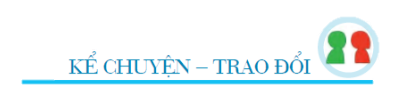 KỂ CHUYỆN – TRAO ĐỔI